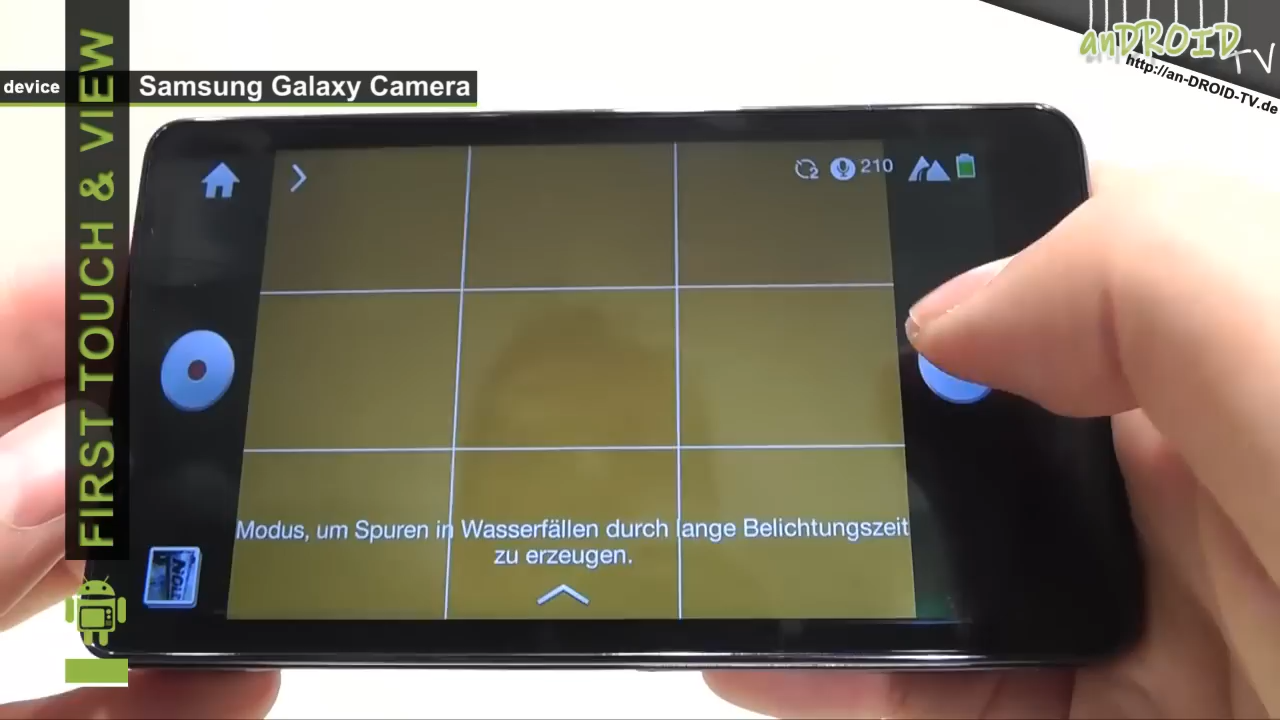 anDROID TV
http://an-DROID-TV.de
device
Samsung Galaxy Camera
FIRST TOUCH & VIEW
2
210
Modus, um Spuren in Wasserfällen durch lange Belichtungszeit
zu erzeugen.